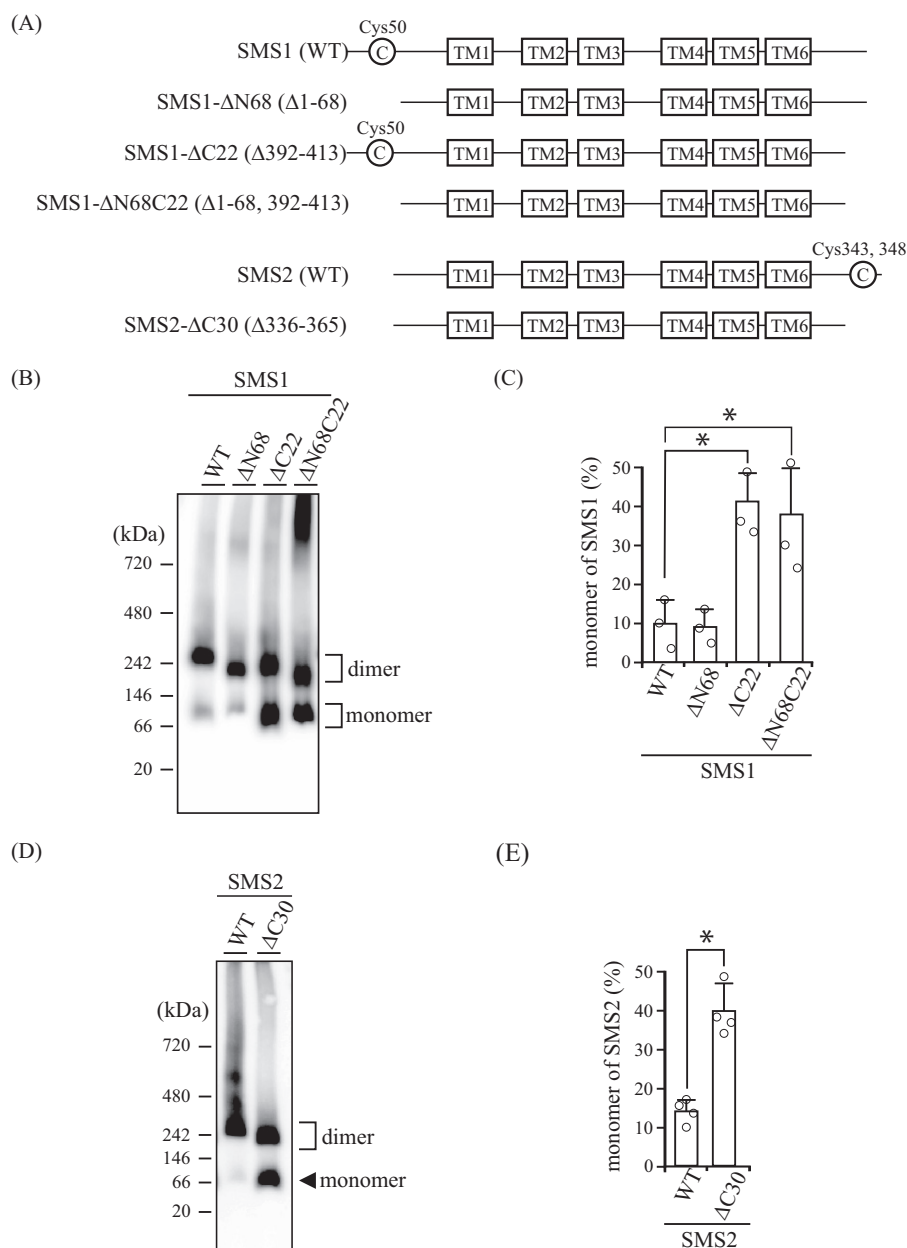 (A)
Cys50
SMS1 (WT) C TM1 TM2 TM3 TM4 TM5 TM6
SMS1-ΔN68 (Δ1-68) TM1 TM2 TM3 TM4 TM5 TM6
Cys50
SMS1-ΔC22 (Δ392-413) C TM1 TM2 TM3 TM4 TM5 TM6
SMS1-ΔN68C22 (Δ1-68, 392-413) TM1 TM2 TM3 TM4 TM5 TM6
Cys343, 348
SMS2 (WT) TM1 TM2 TM3 TM4 TM5 TM6 C
SMS2-ΔC30 (Δ336-365) TM1 TM2 TM3 TM4 TM5 TM6
(B)
SMS1
WT ΔN68 ΔC22 ΔN68C22
(kDa)
720
480
242
146
66
20
dimer
monomer
(C)
monomer of SMS1 (%)
50
40
30
20
10
0
*
*
WT ΔN68 ΔC22 ΔN68C22
SMS1
(D)
SMS2
WT ΔC30
(kDa)
720
480
242
146
66
20
dimer
monomer
(E)
monomer of SMS2 (%)
50
40
30
20
10
0
*
WT ΔC30
SMS2